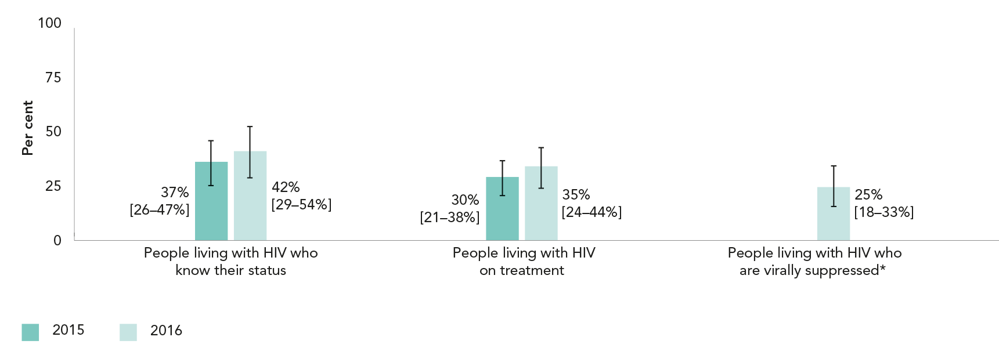 100
75
50
25
0
Per cent
37%
[26–47%]
42%
[29–54%]
30%
[21–38%]
35%
[24–44%]
25%
[18–33%]
People living with HIV who
know their status
People living with HIV
on treatment
People living with HIV who
are virally suppressed*
2015
2016